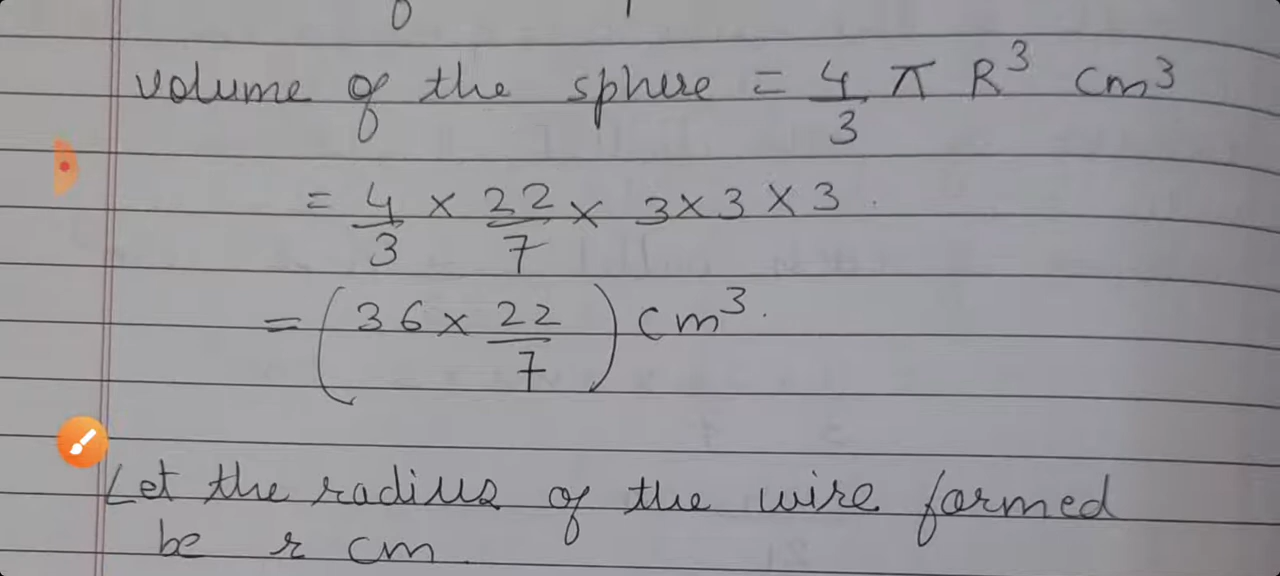 volume of the sphere = 4/3 π R³ cm³
= 4/3 × 22/7 × 3×3×3.
= (36 × 22/7) cm³.
Let the radius of the wire formed
be r cm.